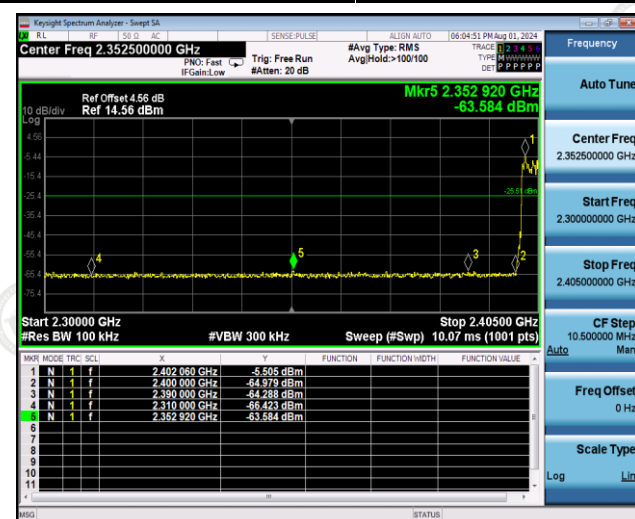 Keysight Spectrum Analyzer - Swept SA
RL RF 50 Ω AC SENSE:PULSE ALIGN AUTO 06:04:51 PM Aug 01, 2024
Center Freq 2.352500000 GHz
PNO: Fast
IFGain:Low
Trig: Free Run
#Atten: 20 dB
#Avg Type: RMS
Avg|Hold:>100/100
TRACE 1 2 3 4 5 6
TYPE M WWWWW
DET P P P P P P
Ref Offset 4.56 dB
Ref 14.56 dBm
10 dB/div
Log
Mkr5 2.352 920 GHz
-63.584 dBm
4.56
-5.44
-15.4
-25.4
-35.4
-45.4
-55.4
-65.4
-75.4
1
2
3
4
5
Start 2.30000 GHz
Stop 2.40500 GHz
#Res BW 100 kHz
#VBW 300 kHz
Sweep (#Swp) 10.07 ms (1001 pts)
MKR MODE TRC SCL X Y FUNCTION FUNCTION WIDTH FUNCTION VALUE
1 N 1 f 2.402 060 GHz -5.505 dBm
2 N 1 f 2.400 000 GHz -64.979 dBm
3 N 1 f 2.390 000 GHz -64.288 dBm
4 N 1 f 2.310 000 GHz -66.423 dBm
5 N 1 f 2.352 920 GHz -63.584 dBm
6
7
8
9
10
11
MSG
STATUS
Frequency
Auto Tune
Center Freq
2.352500000 GHz
Start Freq
2.300000000 GHz
Stop Freq
2.405000000 GHz
CF Step
10.500000 MHz
Auto Man
Freq Offset
0 Hz
Scale Type
Log Lin